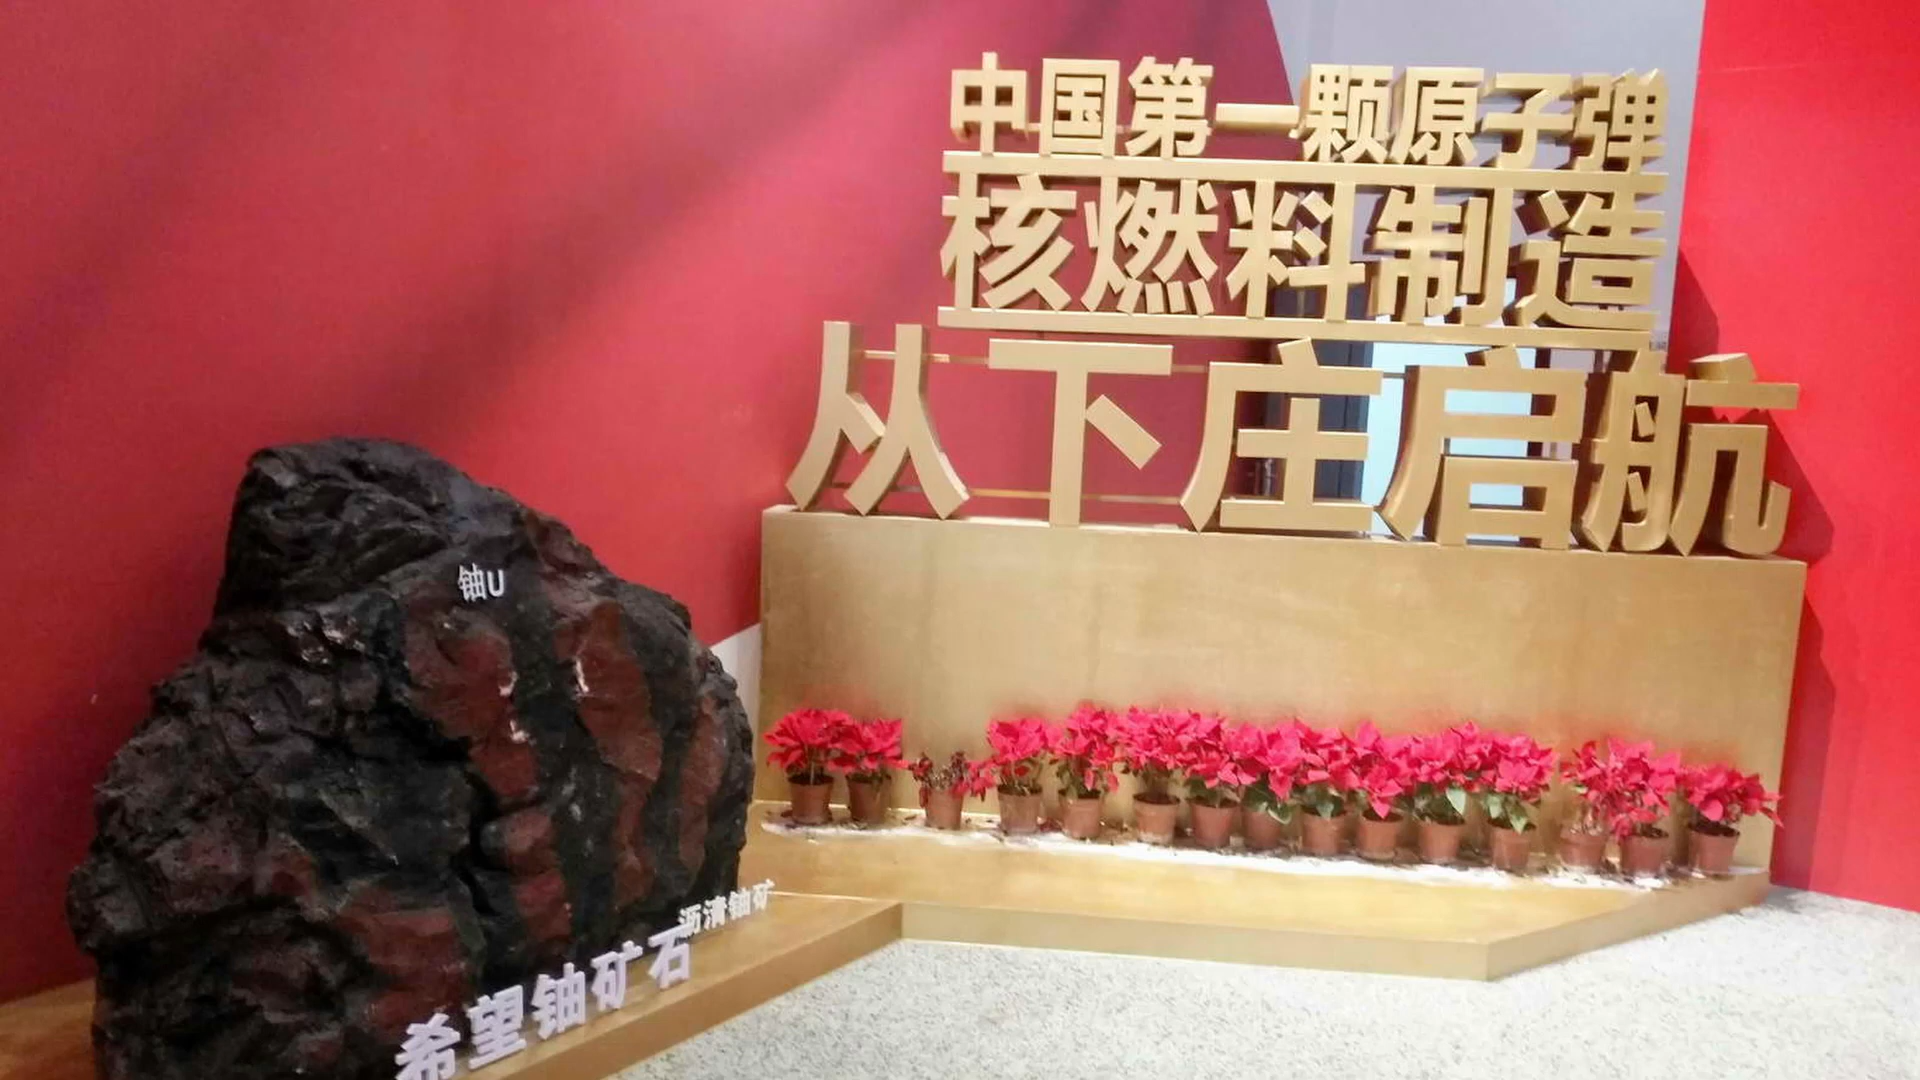 中国第一颗原子弹
核燃料制造
从下庄启航
铀U
沥清铀矿
希望铀矿石